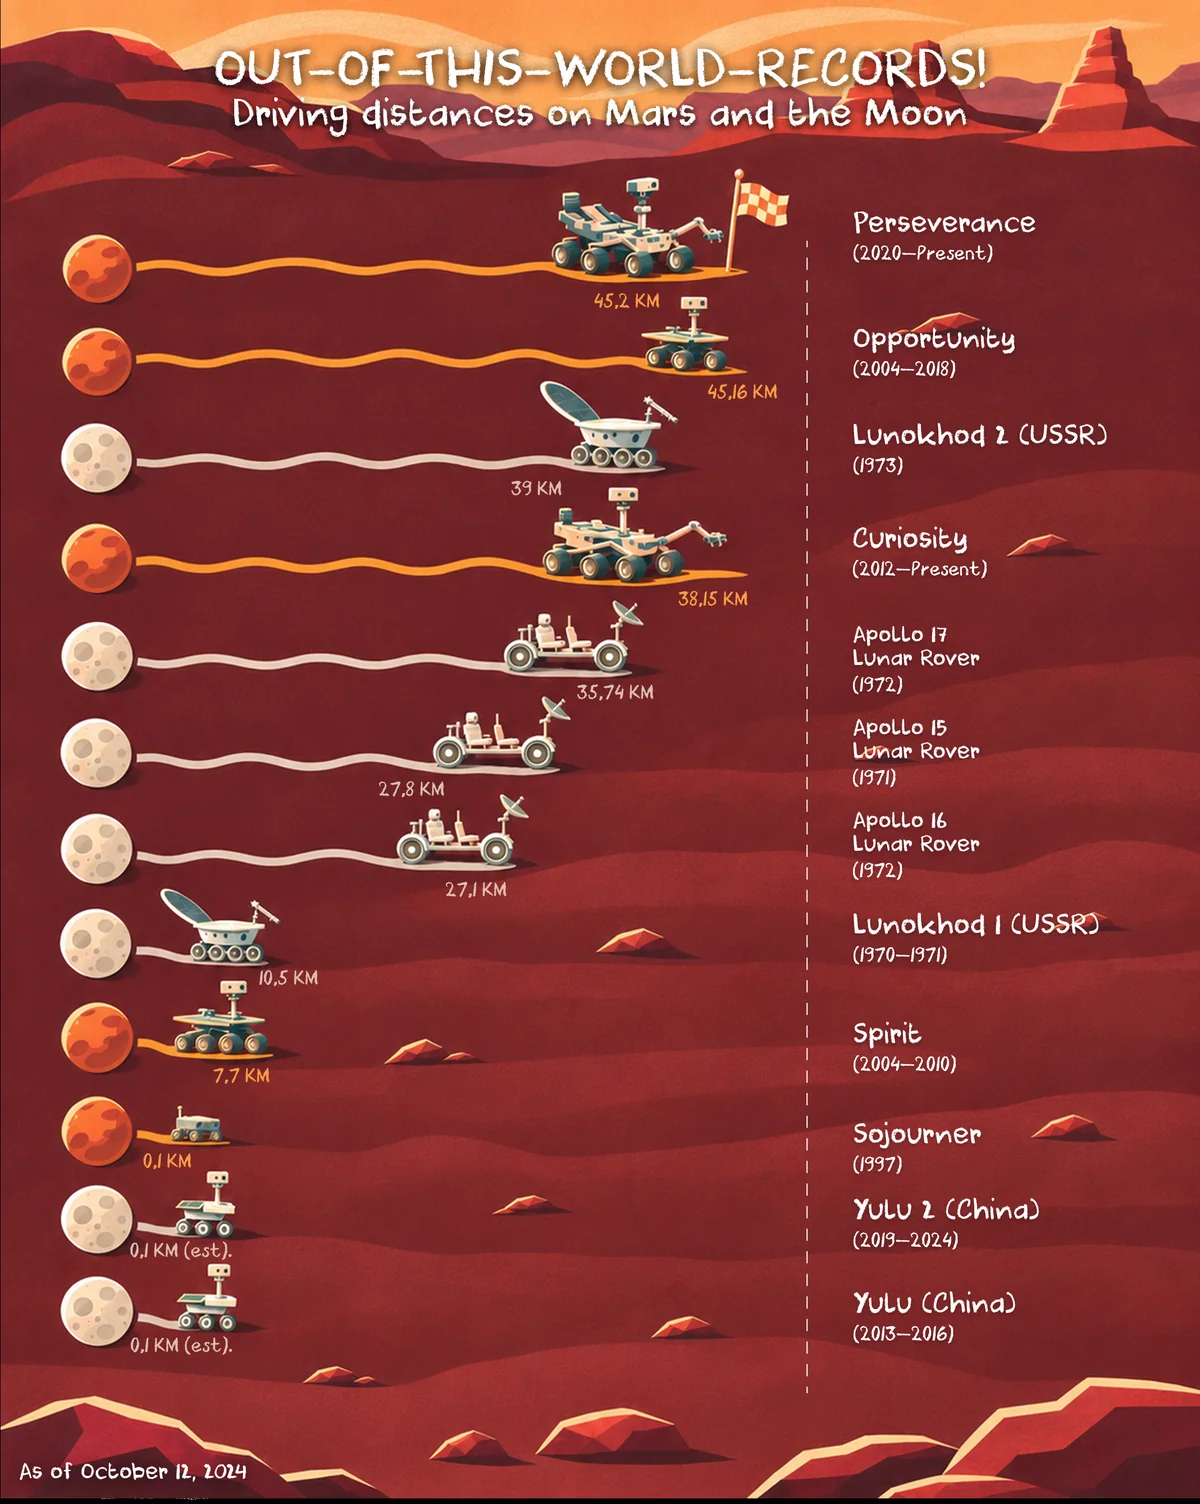 OUT-OF-THIS-WORLD-RECORDS!
Driving distances on Mars and the Moon
Perseverance
(2020–Present)
45,2 KM
Opportunity
(2004–2018)
45,16 KM
Lunokhod 2 (USSR)
(1973)
39 KM
Curiosity
(2012–Present)
38,15 KM
Apollo 17
Lunar Rover
(1972)
35,74 KM
Apollo 15
Lunar Rover
(1971)
27,8 KM
Apollo 16
Lunar Rover
(1972)
27,1 KM
Lunokhod 1 (USSR)
(1970–1971)
10,5 KM
Spirit
(2004–2010)
7,7 KM
Sojourner
(1997)
0,1 KM
Yulu 2 (China)
(2019–2024)
0,1 KM (est).
Yulu (China)
(2013–2016)
0,1 KM (est).
As of October 12, 2024